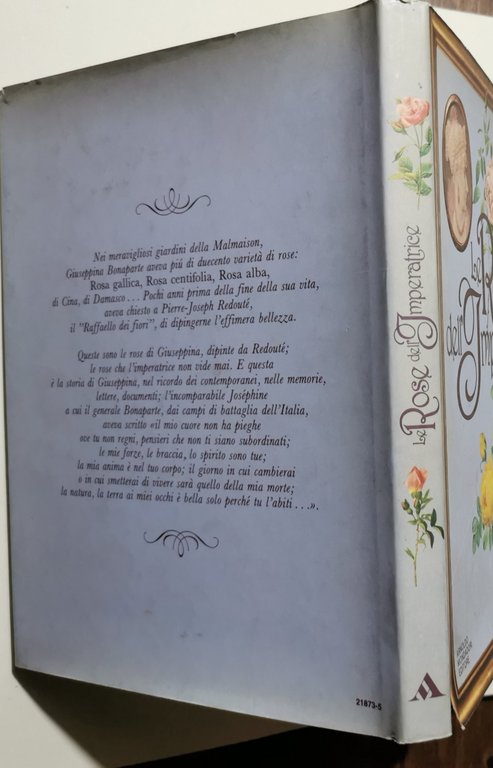 Nei meravigliosi giardini della Malmaison,
Giuseppina Bonaparte aveva piú di duecento varietà di rose:
Rosa gallica, Rosa centifolia, Rosa alba,
di Cina, di Damasco... Pochi anni prima della fine della sua vita,
aveva chiesto a Pierre-Joseph Redouté,
il "Raffaello dei fiori", di dipingerne l'effimera bellezza.
Queste sono le rose di Giuseppina, dipinte da Redouté;
le rose che l'imperatrice non vide mai. E questa
è la storia di Giuseppina, nel ricordo dei contemporanei, nelle memorie,
lettere, documenti; l'incomparabile Joséphine
a cui il generale Bonaparte, dai campi di battaglia dell'Italia,
aveva scritto «il mio cuore non ha pieghe
ove tu non regni, pensieri che non ti siano subordinati;
le mie forze, le braccia, lo spirito sono tue;
la mia anima è nel tuo corpo; il giorno in cui cambierai
o in cui smetterai di vivere sarà quello della mia morte;
la natura, la terra ai miei occhi è bella solo perché tu l'abiti ...».
21873-5
Le Rose dell'Imperatrice
ARNOLDO
MONDADORI
EDITORE
Le R
dell'Im